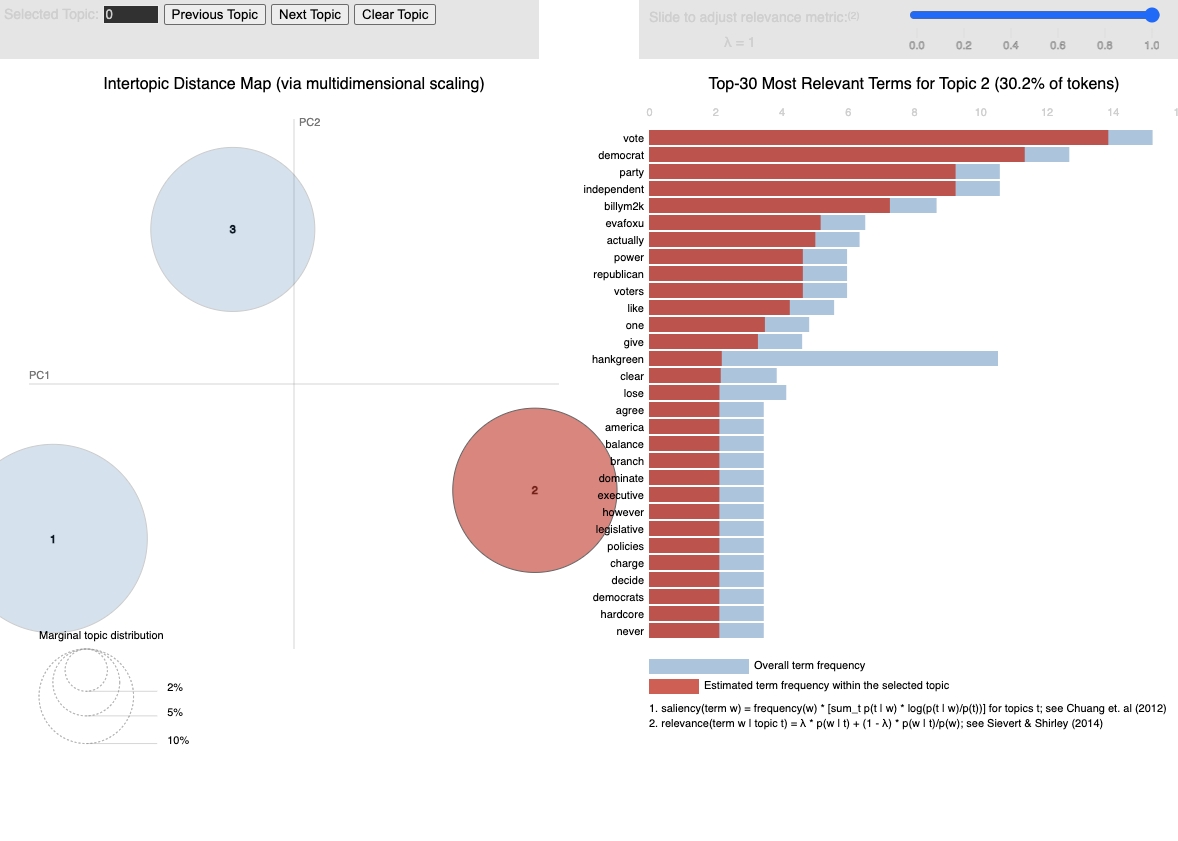 Selected Topic: 0 Previous Topic Next Topic Clear Topic
Slide to adjust relevance metric:(2)
λ = 1
0.0 0.2 0.4 0.6 0.8 1.0
Intertopic Distance Map (via multidimensional scaling)
PC2
PC1
3
1
2
Marginal topic distribution
2%
5%
10%
Top-30 Most Relevant Terms for Topic 2 (30.2% of tokens)
0 2 4 6 8 10 12 14
vote
democrat
party
independent
billym2k
evafoxu
actually
power
republican
voters
like
one
give
hankgreen
clear
lose
agree
america
balance
branch
dominate
executive
however
legislative
policies
charge
decide
democrats
hardcore
never
Overall term frequency
Estimated term frequency within the selected topic
1. saliency(term w) = frequency(w) * [sum_t p(t | w) * log(p(t | w)/p(t))] for topics t; see Chuang et. al (2012)
2. relevance(term w | topic t) = λ * p(w | t) + (1 - λ) * p(w | t)/p(w); see Sievert & Shirley (2014)